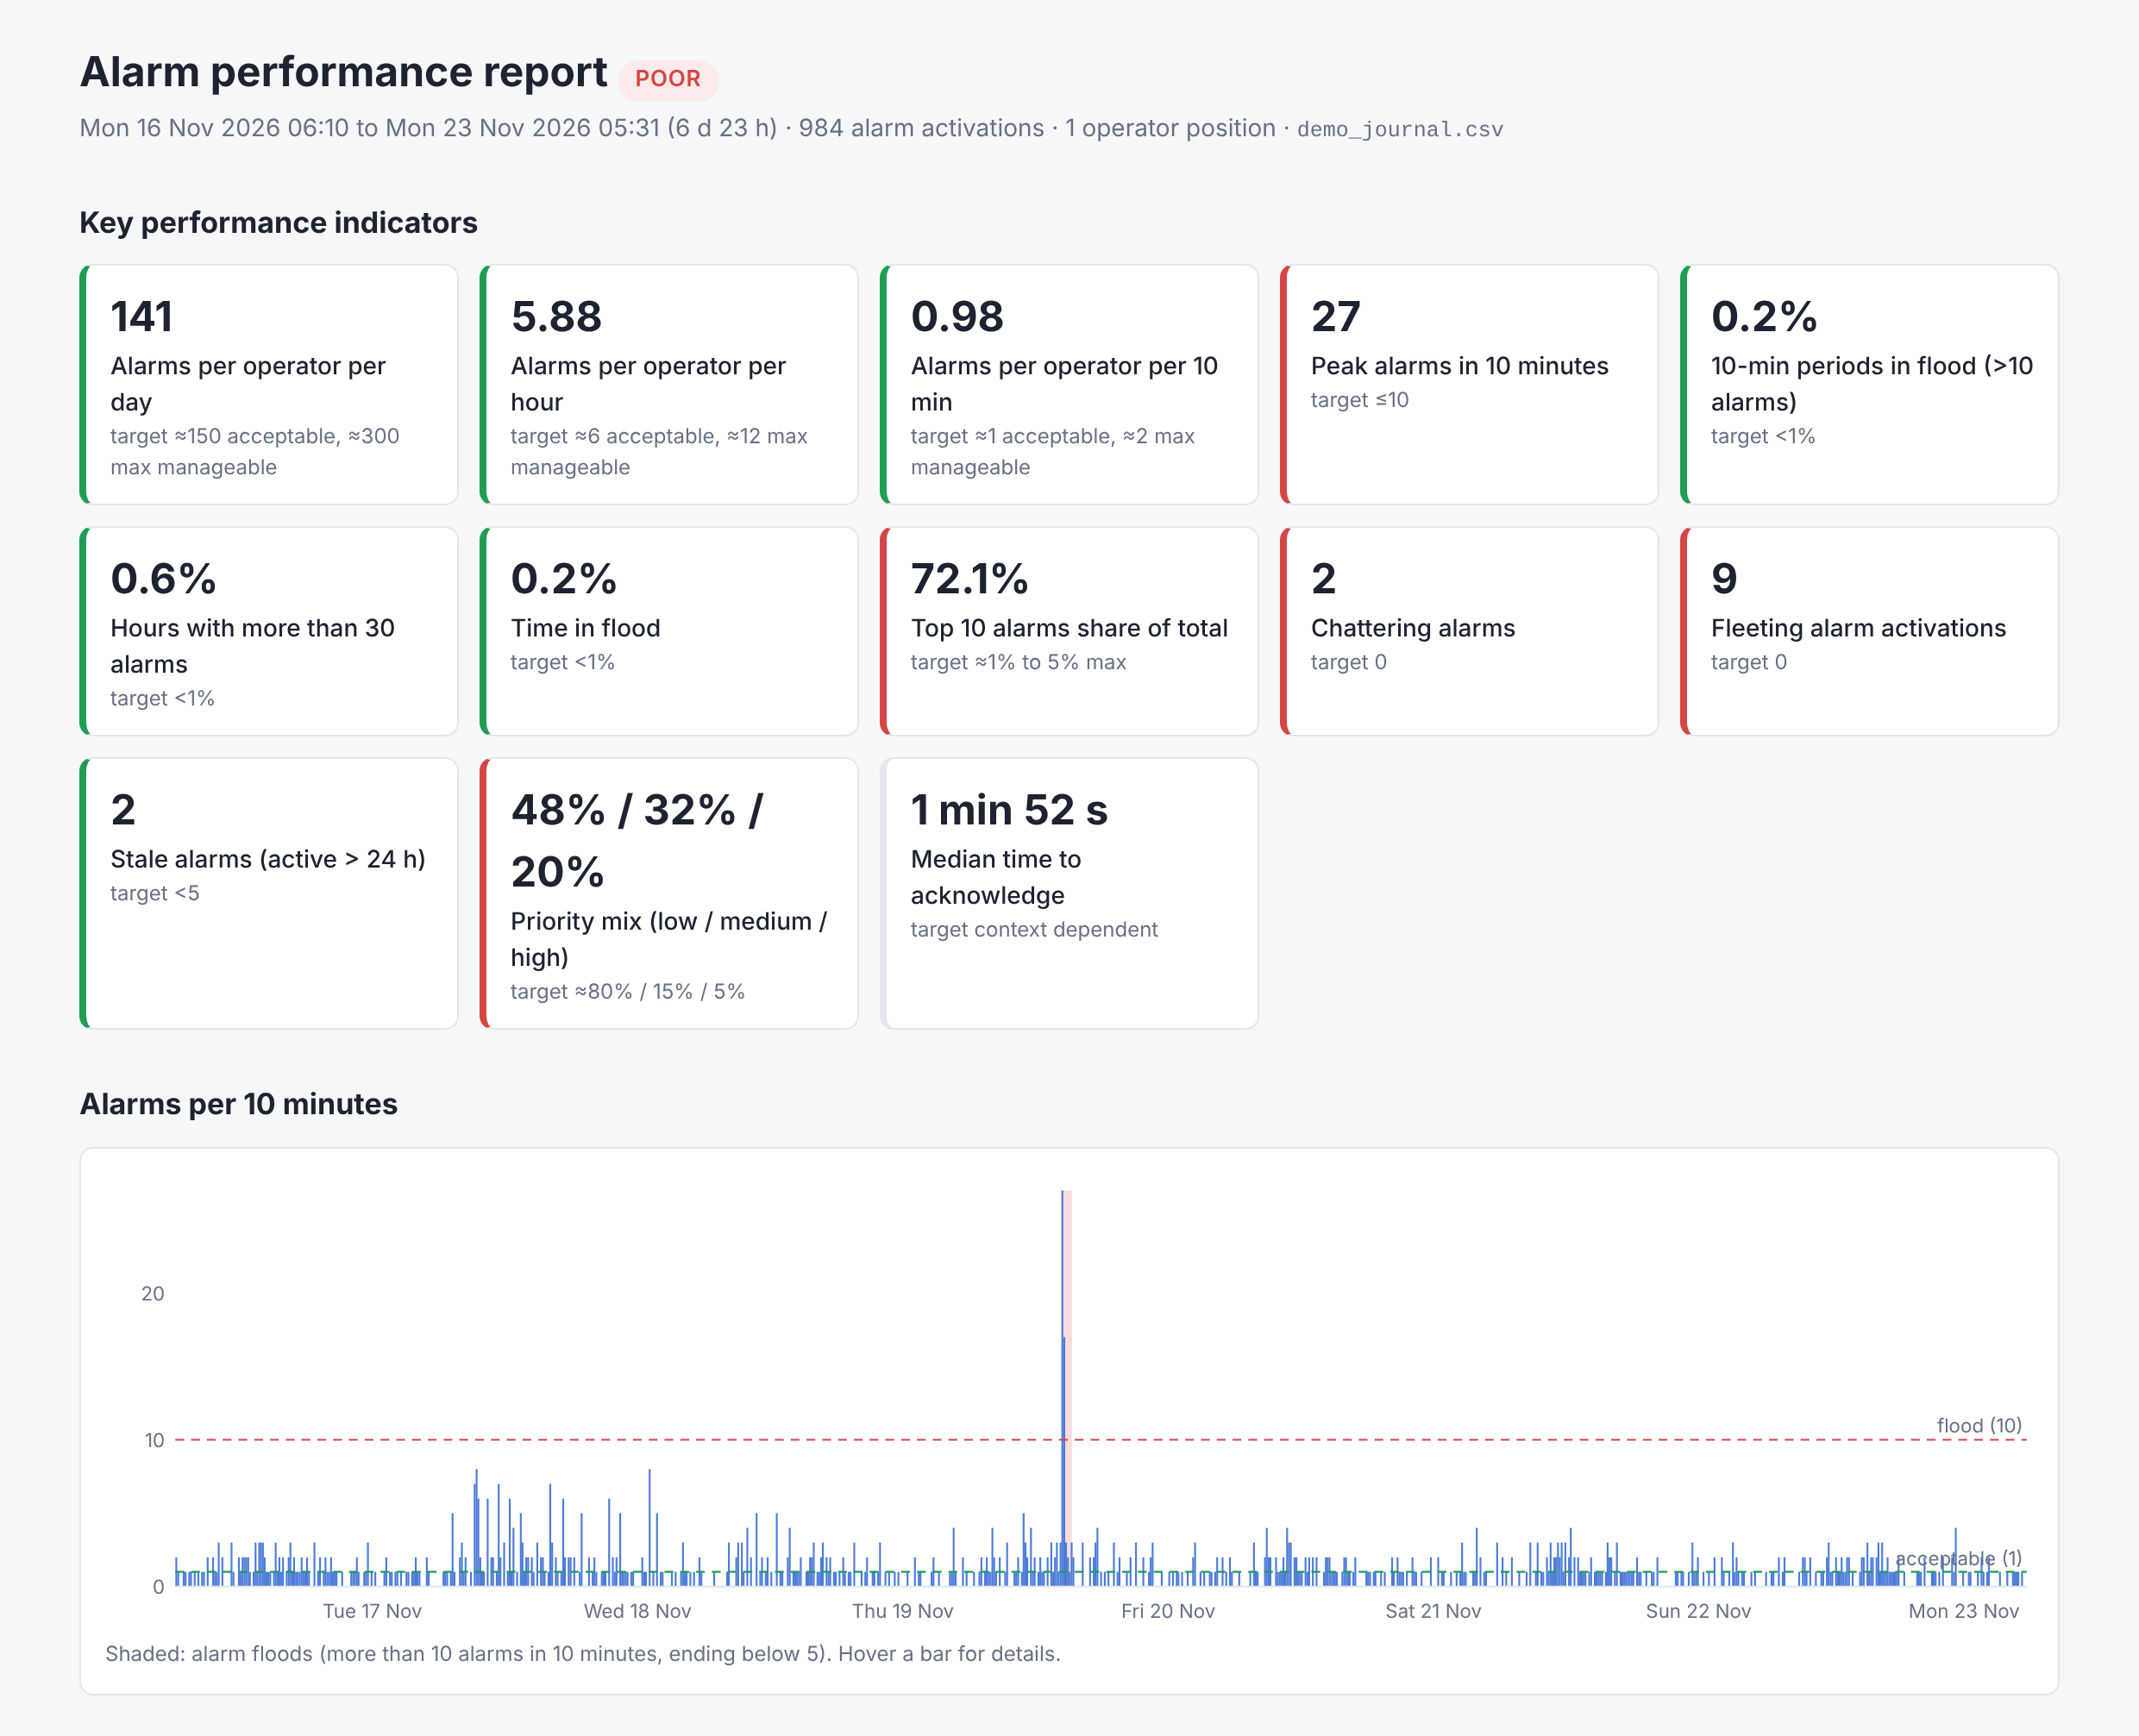 Alarm performance report POOR
Mon 16 Nov 2026 06:10 to Mon 23 Nov 2026 05:31 (6 d 23 h) · 984 alarm activations · 1 operator position · demo_journal.csv
Key performance indicators
141
Alarms per operator per
day
target ≈150 acceptable, ≈300
max manageable
5.88
Alarms per operator per
hour
target ≈6 acceptable, ≈12 max
manageable
0.98
Alarms per operator per 10
min
target ≈1 acceptable, ≈2 max
manageable
27
Peak alarms in 10 minutes
target ≤10
0.2%
10-min periods in flood (>10
alarms)
target <1%
0.6%
Hours with more than 30
alarms
target <1%
0.2%
Time in flood
target <1%
72.1%
Top 10 alarms share of total
target ≈1% to 5% max
2
Chattering alarms
target 0
9
Fleeting alarm activations
target 0
2
Stale alarms (active > 24 h)
target <5
48% / 32% /
20%
Priority mix (low / medium /
high)
target ≈80% / 15% / 5%
1 min 52 s
Median time to
acknowledge
target context dependent
Alarms per 10 minutes
20
10
flood (10)
acceptable (1)
0
Tue 17 Nov
Wed 18 Nov
Thu 19 Nov
Fri 20 Nov
Sat 21 Nov
Sun 22 Nov
Mon 23 Nov
Shaded: alarm floods (more than 10 alarms in 10 minutes, ending below 5). Hover a bar for details.